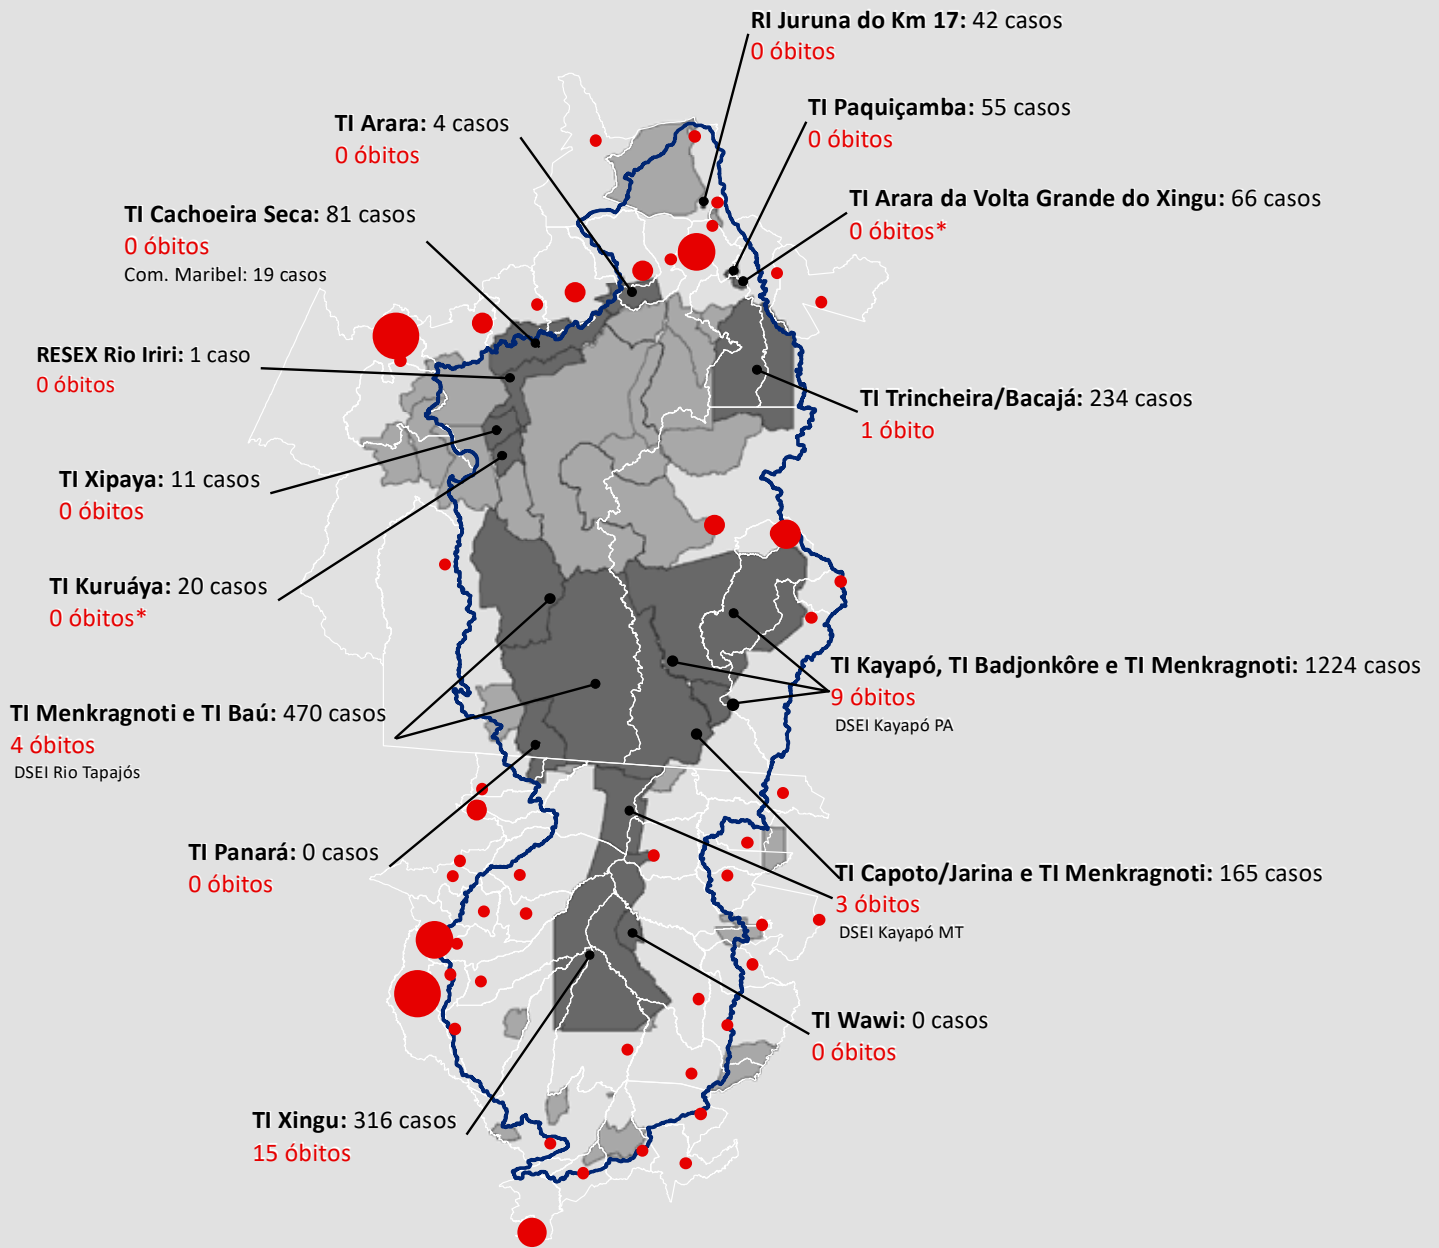 RI Juruna do Km 17: 42 casos
0 óbitos
TI Paquiçamba: 55 casos
0 óbitos
TI Arara: 4 casos
0 óbitos
TI Arara da Volta Grande do Xingu: 66 casos
0 óbitos*
TI Cachoeira Seca: 81 casos
0 óbitos
Com. Maribel: 19 casos
RESEX Rio Iriri: 1 caso
0 óbitos
TI Trincheira/Bacajá: 234 casos
1 óbito
TI Xipaya: 11 casos
0 óbitos
TI Kuruáya: 20 casos
0 óbitos*
TI Kayapó, TI Badjonkôre e TI Menkragnoti: 1224 casos
9 óbitos
DSEI Kayapó PA
TI Menkragnoti e TI Baú: 470 casos
4 óbitos
DSEI Rio Tapajós
TI Panará: 0 casos
0 óbitos
TI Capoto/Jarina e TI Menkragnoti: 165 casos
3 óbitos
DSEI Kayapó MT
TI Wawi: 0 casos
0 óbitos
TI Xingu: 316 casos
15 óbitos